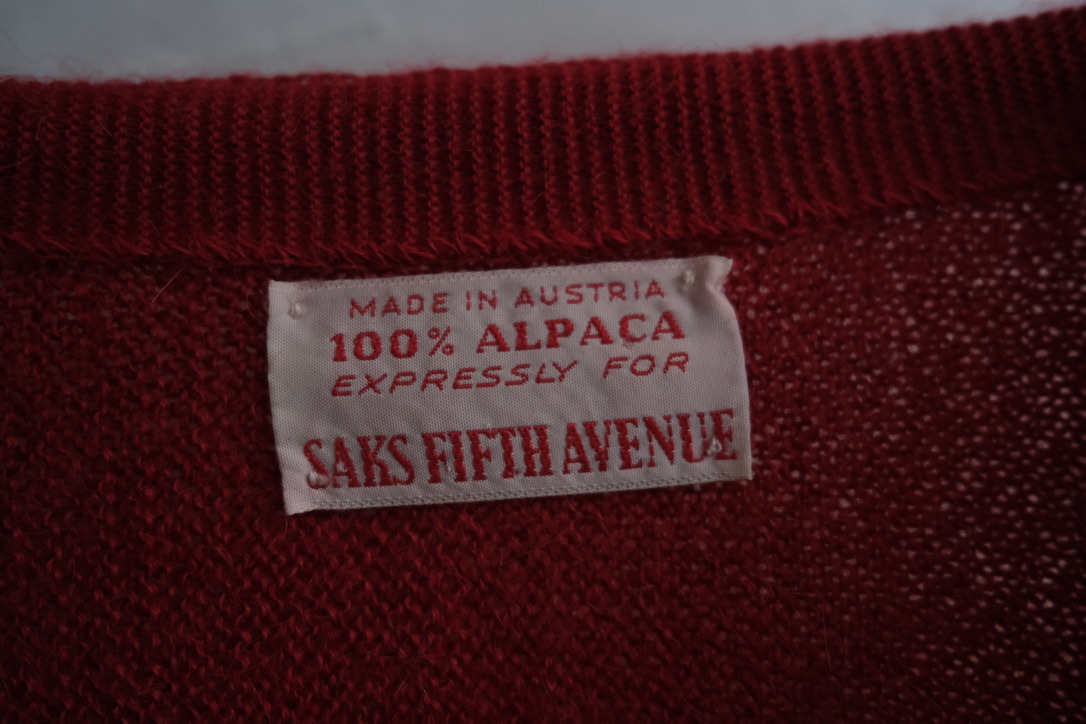 MADE IN AUSTRIA
100% ALPACA
EXPRESSLY FOR
SAKS FIFTH AVENUE